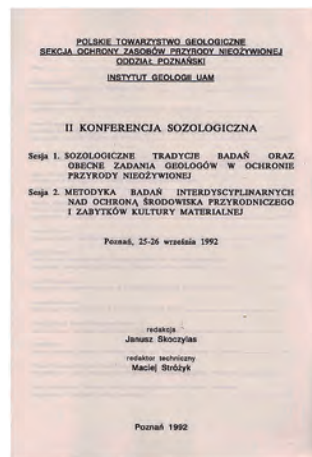 POLSKIE TOWARZYSTWO GEOLOGICZNE
SEKCJA OCHRONY ZASOBÓW PRZYRODY NIEOŻYWIONEJ
ODDZIAŁ POZNAŃSKI
INSTYTUT GEOLOGII UAM
II KONFERENCJA SOZOLOGICZNA
Sesja 1. SOZOLOGICZNE TRADYCJE BADAŃ ORAZ
OBECNE ZADANIA GEOLOGÓW W OCHRONIE
PRZYRODY NIEOŻYWIONEJ
Sesja 2. METODYKA BADAŃ INTERDYSCYPLINARNYCH
NAD OCHRONĄ ŚRODOWISKA PRZYRODNICZEGO
I ZABYTKÓW KULTURY MATERIALNEJ
Poznań, 25-26 września 1992
redakcja
Janusz Skoczylas
redaktor techniczny
Maciej Stróżyk
Poznań 1992